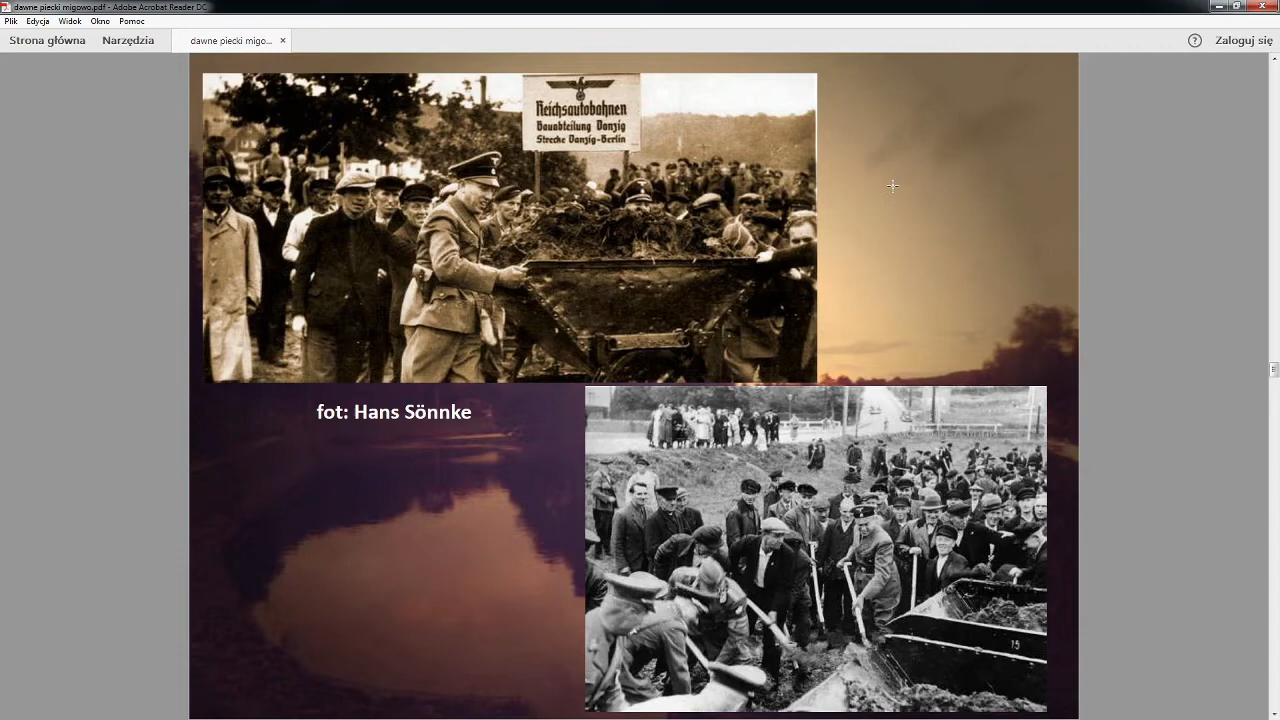 dawne piecki migowo.pdf - Adobe Acrobat Reader DC
Plik Edycja Widok Okno Pomoc
Strona główna Narzędzia dawne piecki migo... × ? Zaloguj się
Reichsautobahnen
Bauabteilung Danzig
Strecke Danzig-Berlin
fot: Hans Sönnke
15